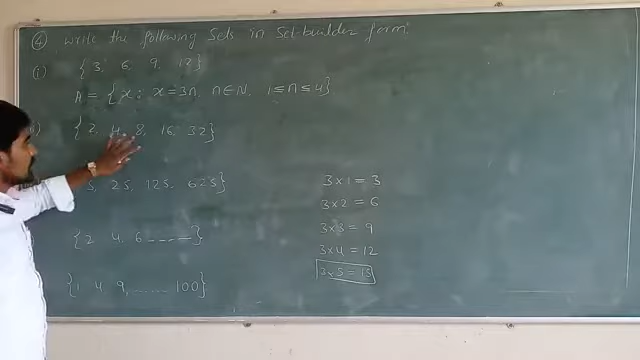 ④ Write the following Sets in Set-builder form:
(i) {3, 6, 9, 12}
A = {x : x = 3n, n ∈ N, 1 ≤ n ≤ 4}
{2, 4, 8, 16, 32}
5, 25, 125, 625}
{2, 4, 6 ......}
{1, 4, 9, ...... 100}
3 × 1 = 3
3 × 2 = 6
3 × 3 = 9
3 × 4 = 12
3 × 5 = 15